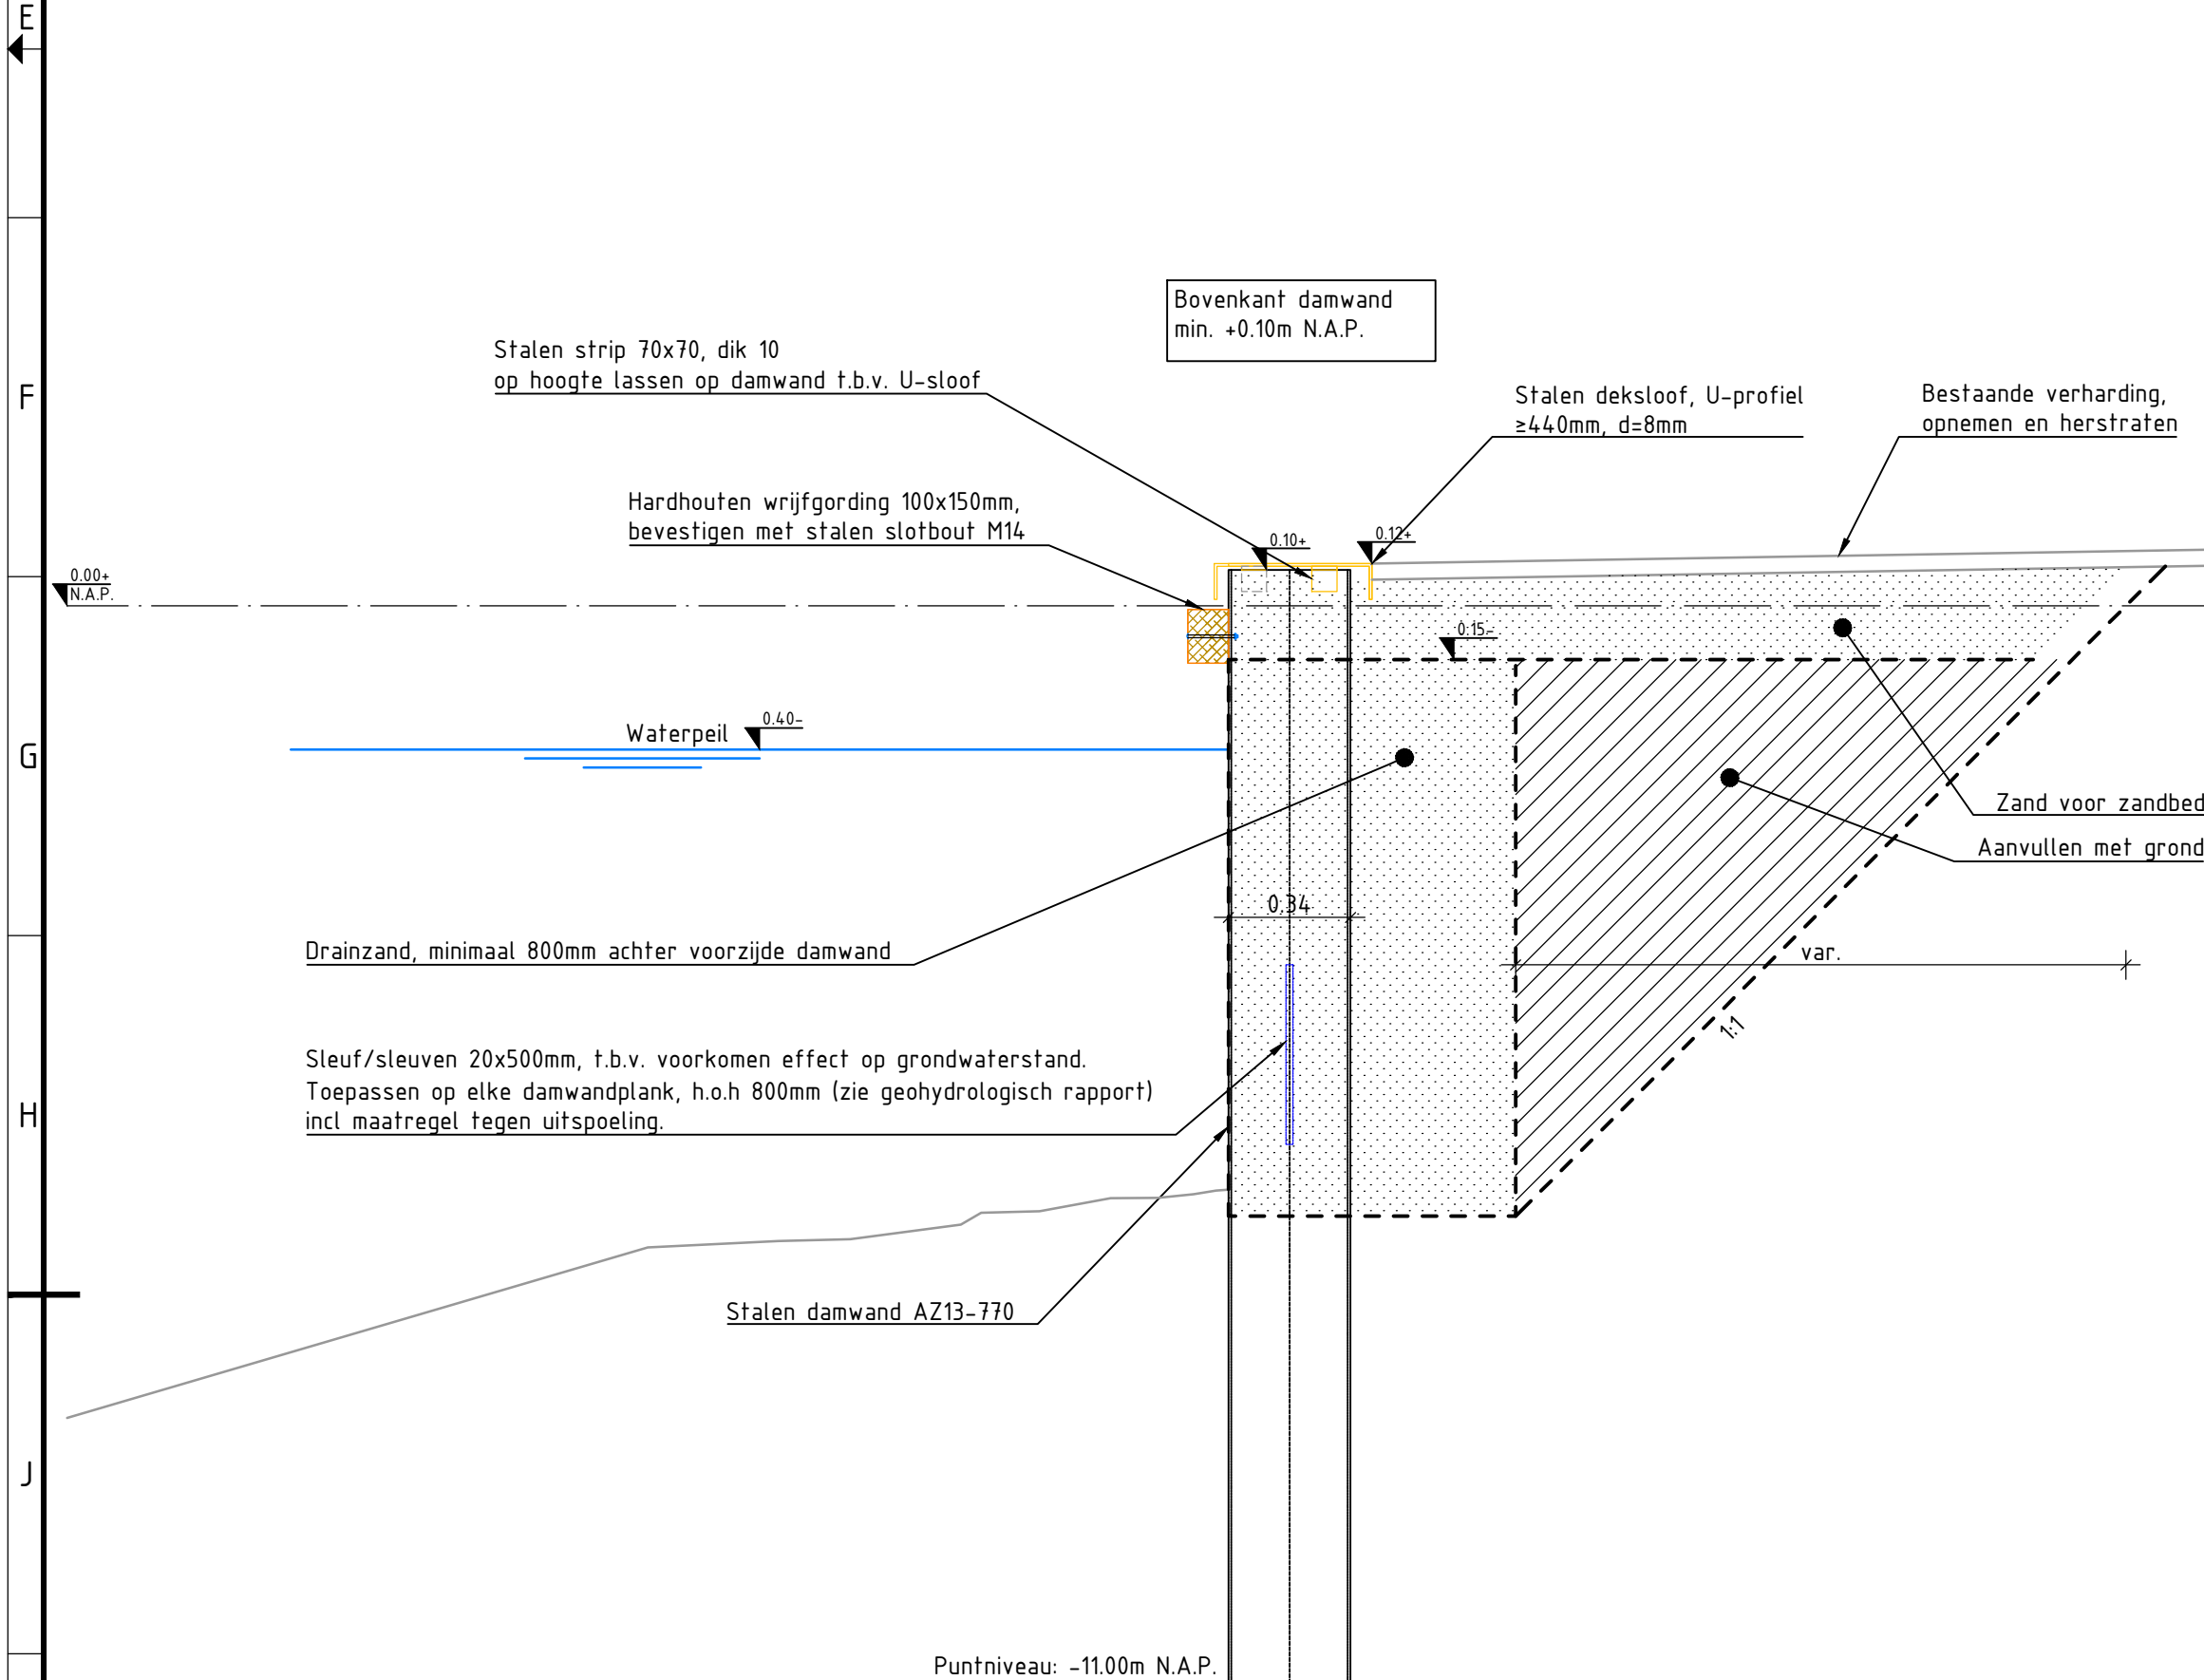 E
Bovenkant damwand
min. +0.10m N.A.P.
Stalen strip 70x70, dik 10
op hoogte lassen op damwand t.b.v. U-sloof
Stalen deksloof, U-profiel
≥440mm, d=8mm
Bestaande verharding,
opnemen en herstraten
F
Hardhouten wrijfgording 100x150mm,
bevestigen met stalen slotbout M14
0.10+
0.12+
0.00+
N.A.P.
0.15-
Waterpeil
0.40-
G
Zand voor zandbed
Aanvullen met grond
0.34
Drainzand, minimaal 800mm achter voorzijde damwand
var.
1:1
Sleuf/sleuven 20x500mm, t.b.v. voorkomen effect op grondwaterstand.
Toepassen op elke damwandplank, h.o.h 800mm (zie geohydrologisch rapport)
incl maatregel tegen uitspoeling.
H
Stalen damwand AZ13-770
J
Puntniveau: -11.00m N.A.P.